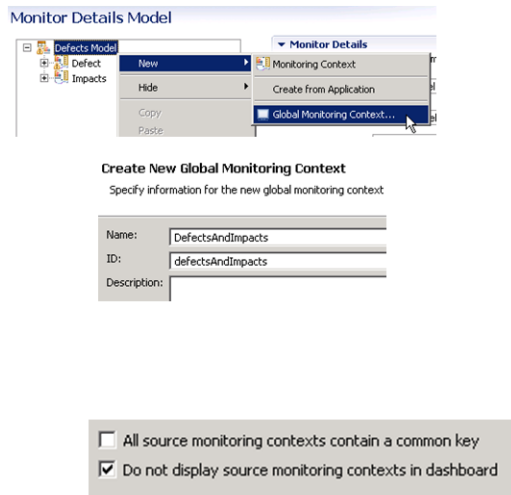 Monitor Details Model
Defects Model
Defect
Impacts
New
Hide
Copy
Paste
Monitor Details
Monitoring Context
Create from Application
Global Monitoring Context...
Create New Global Monitoring Context
Specify information for the new global monitoring context
Name: DefectsAndImpacts
ID: defectsAndImpacts
Description:
All source monitoring contexts contain a common key
Do not display source monitoring contexts in dashboard